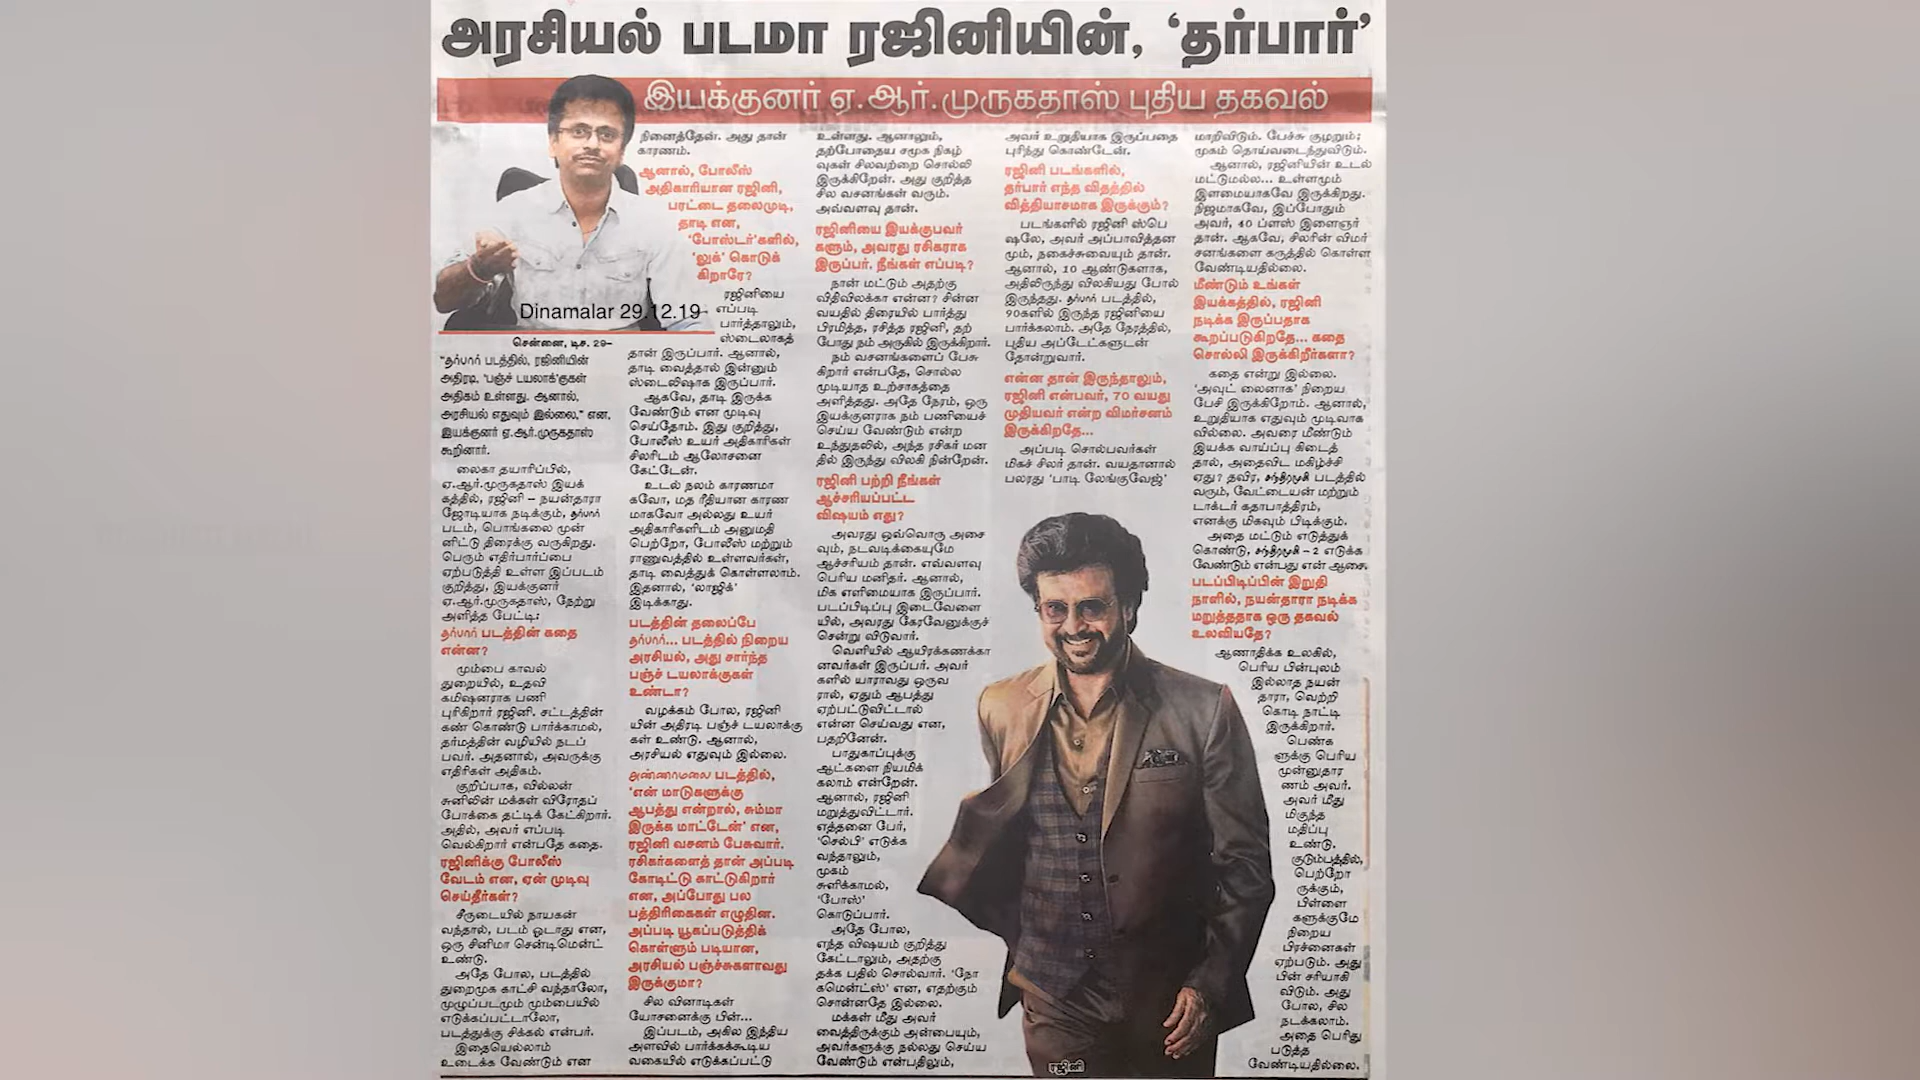 அரசியல் படமா ரஜினியின், 'தர்பார்'
இயக்குனர் ஏ.ஆர்.முருகதாஸ் புதிய தகவல்
Dinamalar 29.12.19
சென்னை, டிச. 29–
"தர்பார் படத்தில், ரஜினியின்
அதிரடி, 'பஞ்ச் டயலாக்'குகள்
அதிகம் உள்ளது. ஆனால்,
அரசியல் எதுவும் இல்லை," என,
இயக்குனர் ஏ.ஆர்.முருகதாஸ்
கூறினார்.
லைகா தயாரிப்பில்,
ஏ.ஆர்.முருகதாஸ் இயக்
கத்தில், ரஜினி – நயன்தாரா
ஜோடியாக நடிக்கும், தர்பார்
படம், பொங்கலை முன்
னிட்டு திரைக்கு வருகிறது.
பெரும் எதிர்பார்ப்பை
ஏற்படுத்தி உள்ள இப்படம்
குறித்து, இயக்குனர்
ஏ.ஆர்.முருகதாஸ், நேற்று
அளித்த பேட்டி:
தர்பார் படத்தின் கதை
என்ன?
மும்பை காவல்
துறையில், உதவி
கமிஷனராக பணி
புரிகிறார் ரஜினி. சட்டத்தின்
கண் கொண்டு பார்க்காமல்,
தர்மத்தின் வழியில் நடப்
பவர். அதனால், அவருக்கு
எதிரிகள் அதிகம்.
குறிப்பாக, வில்லன்
சுனிலின் மக்கள் விரோதப்
போக்கை தட்டிக் கேட்கிறார்.
அதில், அவர் எப்படி
வெல்கிறார் என்பதே கதை.
ரஜினிக்கு போலீஸ்
வேடம் என, ஏன் முடிவு
செய்தீர்கள்?
சீருடையில் நாயகன்
வந்தால், படம் ஓடாது என,
ஒரு சினிமா சென்டிமென்ட்
உண்டு.
அதே போல, படத்தில்
துறைமுக காட்சி வந்தாலோ,
முழுப்படமும் மும்பையில்
எடுக்கப்பட்டாலோ,
படத்துக்கு சிக்கல் என்பர்.
இதையெல்லாம்
உடைக்க வேண்டும் என
நினைத்தேன். அது தான்
காரணம்.
ஆனால், போலீஸ்
அதிகாரியான ரஜினி,
பரட்டை தலைமுடி,
தாடி என,
'போஸ்டர்'களில்,
'லுக்' கொடுக்
கிறாரே?
ரஜினியை
எப்படி
பார்த்தாலும்,
ஸ்டைலாகத்
தான் இருப்பார். ஆனால்,
தாடி வைத்தால் இன்னும்
ஸ்டைலிஷாக இருப்பார்.
ஆகவே, தாடி இருக்க
வேண்டும் என முடிவு
செய்தோம். இது குறித்து,
போலீஸ் உயர் அதிகாரிகள்
சிலரிடம் ஆலோசனை
கேட்டேன்.
உடல் நலம் காரணமா
கவோ, மத ரீதியான காரண
மாகவோ அல்லது உயர்
அதிகாரிகளிடம் அனுமதி
பெற்றோ, போலீஸ் மற்றும்
ராணுவத்தில் உள்ளவர்கள்,
தாடி வைத்துக் கொள்ளலாம்.
இதனால், 'லாஜிக்'
இடிக்காது.
படத்தின் தலைப்பே
தர்பார்... படத்தில் நிறைய
அரசியல், அது சார்ந்த
பஞ்ச் டயலாக்குகள்
உண்டா?
வழக்கம் போல, ரஜினி
யின் அதிரடி பஞ்ச் டயலாக்கு
கள் உண்டு. ஆனால்,
அரசியல் எதுவும் இல்லை.
அண்ணாமலை படத்தில்,
'என் மாடுகளுக்கு
ஆபத்து என்றால், சும்மா
இருக்க மாட்டேன்' என,
ரஜினி வசனம் பேசுவார்.
ரசிகர்களைத் தான் அப்படி
கோடிட்டு காட்டுகிறார்
என, அப்போது பல
பத்திரிகைகள் எழுதின.
அப்படி யூகப்படுத்திக்
கொள்ளும் படியான,
அரசியல் பஞ்ச்சுகளாவது
இருக்குமா?
சில வினாடிகள்
யோசனைக்கு பின்...
இப்படம், அகில இந்திய
அளவில் பார்க்கக்கூடிய
வகையில் எடுக்கப்பட்டு
உள்ளது. ஆனாலும்,
தற்போதைய சமூக நிகழ்
வுகள் சிலவற்றை சொல்லி
இருக்கிறேன். அது குறித்த
சில வசனங்கள் வரும்.
அவ்வளவு தான்.
ரஜினியை இயக்குபவர்
களும், அவரது ரசிகராக
இருப்பர். நீங்கள் எப்படி?
நான் மட்டும் அதற்கு
விதிவிலக்கா என்ன? சின்ன
வயதில் திரையில் பார்த்து
பிரமித்த, ரசித்த ரஜினி, தற்
போது நம் அருகில் இருக்கிறார்.
நம் வசனங்களைப் பேசு
கிறார் என்பதே, சொல்ல
முடியாத உற்சாகத்தை
அளித்தது. அதே நேரம், ஒரு
இயக்குனராக நம் பணியைச்
செய்ய வேண்டும் என்ற
உந்துதலில், அந்த ரசிகர் மன
தில் இருந்து விலகி நின்றேன்.
ரஜினி பற்றி நீங்கள்
ஆச்சரியப்பட்ட
விஷயம் எது?
அவரது ஒவ்வொரு அசை
வும், நடவடிக்கையுமே
ஆச்சரியம் தான். எவ்வளவு
பெரிய மனிதர். ஆனால்,
மிக எளிமையாக இருப்பார்.
படப்பிடிப்பு இடைவேளை
யில், அவரது கேரவேனுக்குச்
சென்று விடுவார்.
வெளியில் ஆயிரக்கணக்கா
னவர்கள் இருப்பர். அவர்
களில் யாராவது ஒருவ
ரால், ஏதும் ஆபத்து
ஏற்பட்டுவிட்டால்
என்ன செய்வது என,
பதறினேன்.
பாதுகாப்புக்கு
ஆட்களை நியமிக்
கலாம் என்றேன்.
ஆனால், ரஜினி
மறுத்துவிட்டார்.
எத்தனை பேர்,
'செல்பி' எடுக்க
வந்தாலும்,
முகம்
சுளிக்காமல்,
'போஸ்'
கொடுப்பார்.
அதே போல,
எந்த விஷயம் குறித்து
கேட்டாலும், அதற்கு
தக்க பதில் சொல்வார். 'நோ
கமென்ட்ஸ்' என, எதற்கும்
சொன்னதே இல்லை.
மக்கள் மீது அவர்
வைத்திருக்கும் அன்பையும்,
அவர்களுக்கு நல்லது செய்ய
வேண்டும் என்பதிலும்,
அவர் உறுதியாக இருப்பதை
புரிந்து கொண்டேன்.
ரஜினி படங்களில்,
தர்பார் எந்த விதத்தில்
வித்தியாசமாக இருக்கும்?
படங்களில் ரஜினி ஸ்பெ
ஷலே, அவர் அப்பாவித்தன
மும், நகைச்சுவையும் தான்.
ஆனால், 10 ஆண்டுகளாக,
அதிலிருந்து விலகியது போல்
இருந்தது. தர்பார் படத்தில்,
90களில் இருந்த ரஜினியை
பார்க்கலாம். அதே நேரத்தில்,
புதிய அப்டேட்களுடன்
தோன்றுவார்.
என்ன தான் இருந்தாலும்,
ரஜினி என்பவர், 70 வயது
முதியவர் என்ற விமர்சனம்
இருக்கிறதே...
அப்படி சொல்பவர்கள்
மிகச் சிலர் தான். வயதானால்
பலரது 'பாடி லேங்குவேஜ்'
ரஜினி
மாறிவிடும். பேச்சு குழறும்;
முகம் தொய்வடைந்துவிடும்.
ஆனால், ரஜினியின் உடல்
மட்டுமல்ல... உள்ளமும்
இளமையாகவே இருக்கிறது.
நிஜமாகவே, இப்போதும்
அவர், 40 ப்ளஸ் இளைஞர்
தான். ஆகவே, சிலரின் விமர்
சனங்களை கருத்தில் கொள்ள
வேண்டியதில்லை.
மீண்டும் உங்கள்
இயக்கத்தில், ரஜினி
நடிக்க இருப்பதாக
கூறப்படுகிறதே... கதை
சொல்லி இருக்கிறீர்களா?
கதை என்று இல்லை.
'அவுட் லைனாக' நிறைய
பேசி இருக்கிறோம். ஆனால்,
உறுதியாக எதுவும் முடிவாக
வில்லை. அவரை மீண்டும்
இயக்க வாய்ப்பு கிடைத்
தால், அதைவிட மகிழ்ச்சி
ஏது? தவிர, சந்திரமுகி படத்தில்
வரும், வேட்டையன் மற்றும்
டாக்டர் கதாபாத்திரம்,
எனக்கு மிகவும் பிடிக்கும்.
அதை மட்டும் எடுத்துக்
கொண்டு, சந்திரமுகி – 2 எடுக்க
வேண்டும் என்பது என் ஆசை.
படப்பிடிப்பின் இறுதி
நாளில், நயன்தாரா நடிக்க
மறுத்ததாக ஒரு தகவல்
உலவியதே?
ஆணாதிக்க உலகில்,
பெரிய பின்புலம்
இல்லாத நயன்
தாரா, வெற்றி
கொடி நாட்டி
இருக்கிறார்.
பெண்க
ளுக்கு பெரிய
முன்னுதார
ணம் அவர்.
அவர் மீது
மிகுந்த
மதிப்பு
உண்டு,
குடும்பத்தில்,
பெற்றோ
ருக்கும்,
பிள்ளை
களுக்குமே
நிறைய
பிரச்னைகள்
ஏற்படும். அது
பின் சரியாகி
விடும். அது
போல, சில
நடக்கலாம்.
அதை பெரிது
படுத்த
வேண்டியதில்லை.